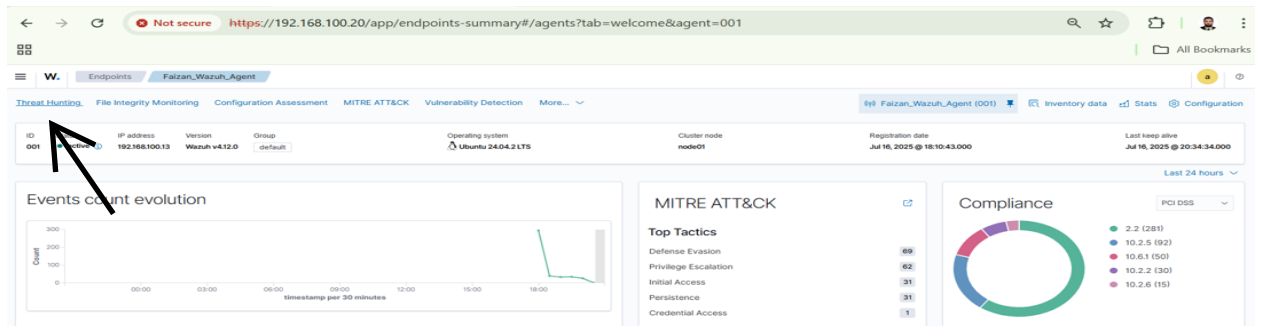 Not secure https://192.168.100.20/app/endpoints-summary#/agents?tab=welcome&agent=001
All Bookmarks
W. Endpoints Faizan_Wazuh_Agent a
Threat Hunting File Integrity Monitoring Configuration Assessment MITRE ATT&CK Vulnerability Detection More... Faizan_Wazuh_Agent (001) Inventory data Stats Configuration
ID IP address Version Group Operating system Cluster node Registration date Last keep alive
001 active 192.168.100.13 Wazuh v4.12.0 default Ubuntu 24.04.2 LTS node01 Jul 16, 2025 @ 18:10:43.000 Jul 16, 2025 @ 20:34:34.000
Last 24 hours
Events count evolution
300
200
100
0
Count
00:00 03:00 06:00 09:00 12:00 15:00 18:00
timestamp per 30 minutes
MITRE ATT&CK
Top Tactics
Defense Evasion 69
Privilege Escalation 62
Initial Access 31
Persistence 31
Credential Access 1
Compliance PCI DSS
2.2 (281)
10.2.5 (92)
10.6.1 (50)
10.2.2 (30)
10.2.6 (15)